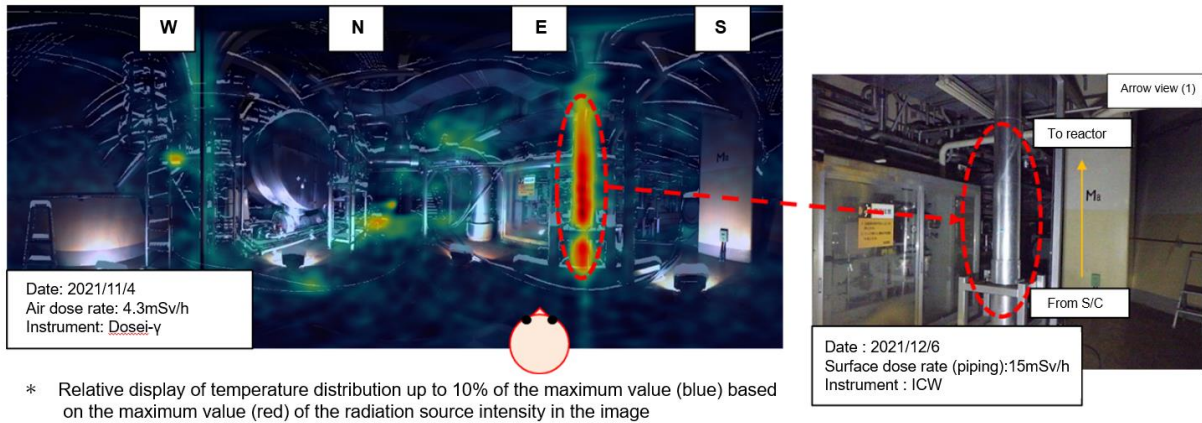 W
N
E
S
Date: 2021/11/4
Air dose rate: 4.3mSv/h
Instrument: Dosei-γ
* Relative display of temperature distribution up to 10% of the maximum value (blue) based
on the maximum value (red) of the radiation source intensity in the image
Arrow view (1)
To reactor
From S/C
Date : 2021/12/6
Surface dose rate (piping):15mSv/h
Instrument : ICW